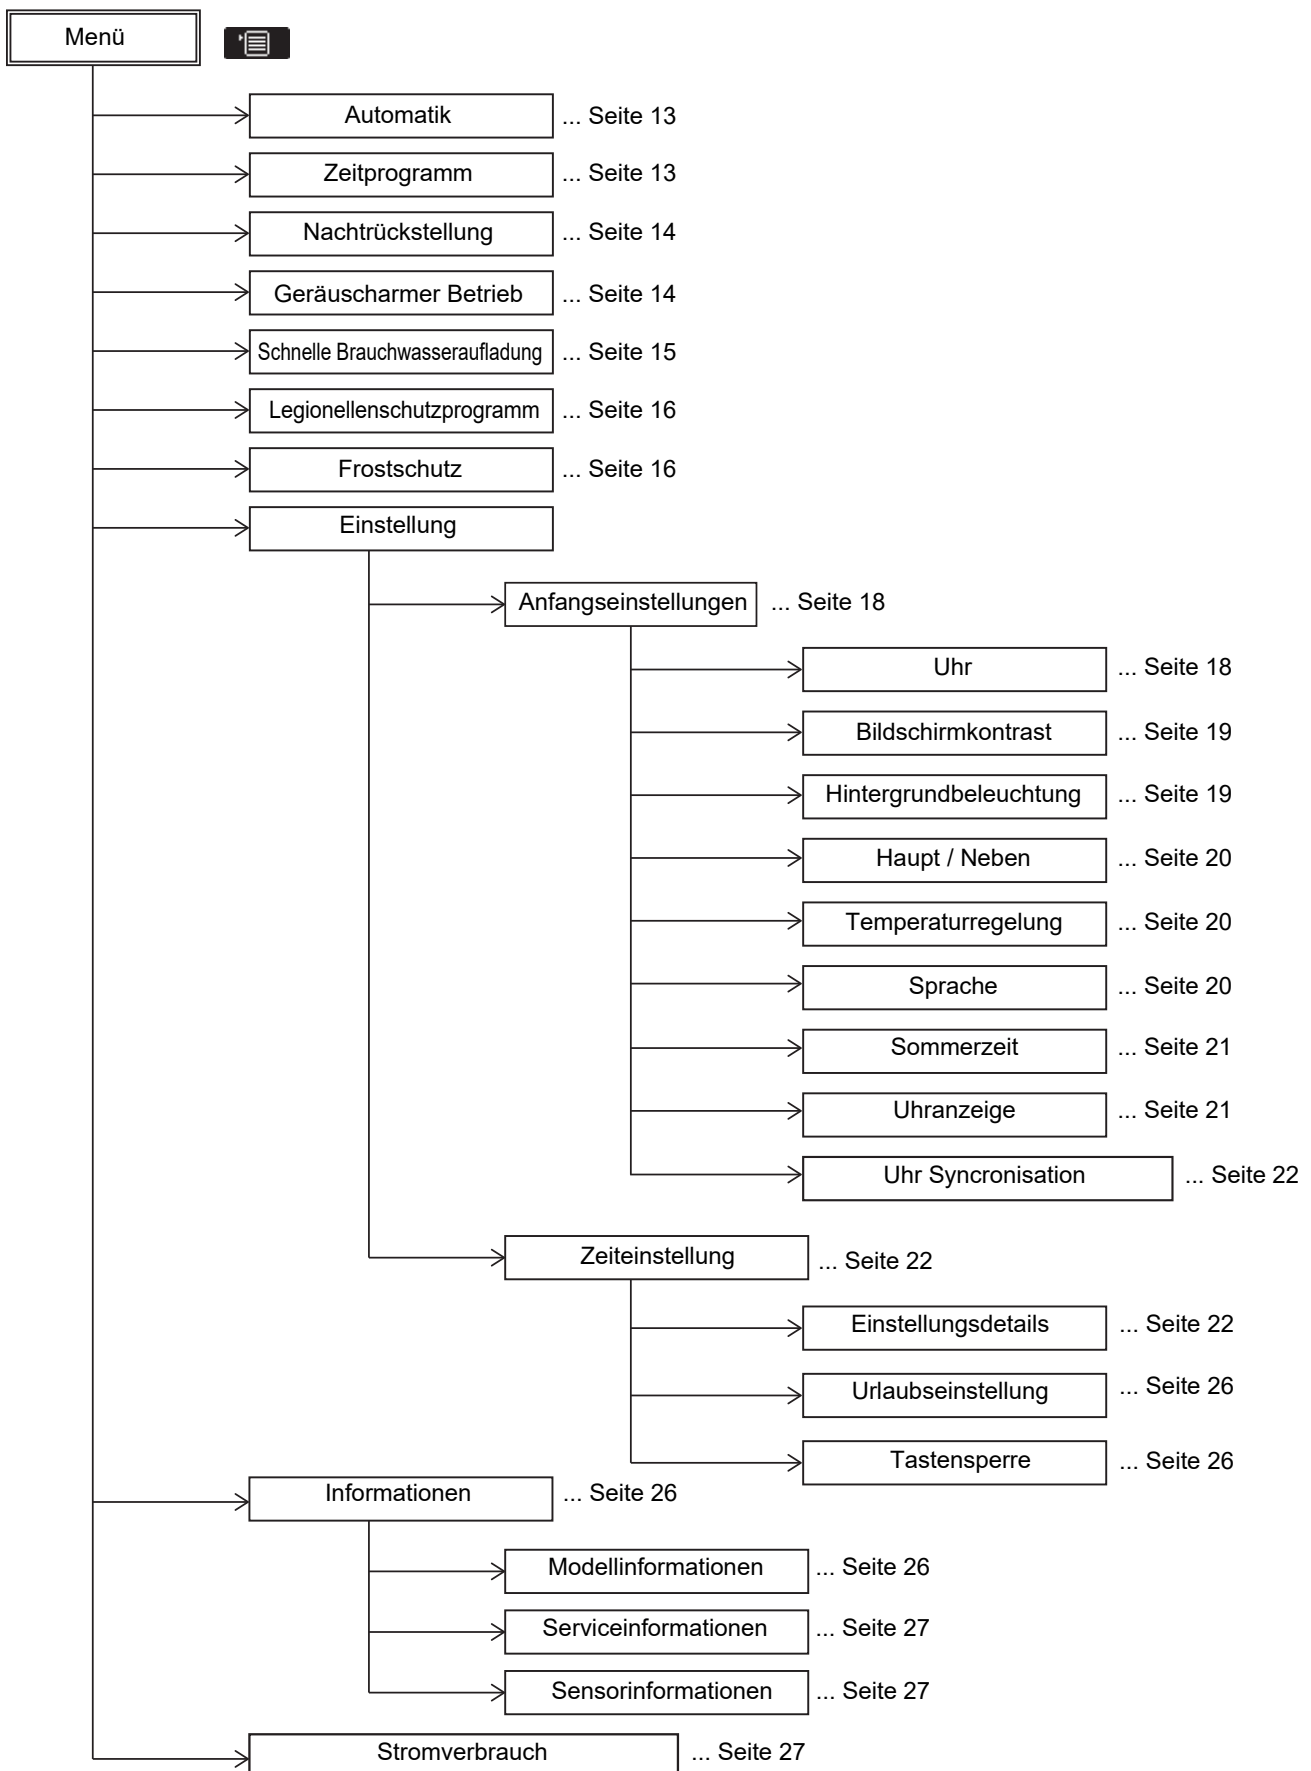 Menü
Automatik ... Seite 13
Zeitprogramm ... Seite 13
Nachtrückstellung ... Seite 14
Geräuscharmer Betrieb ... Seite 14
Schnelle Brauchwasseraufladung ... Seite 15
Legionellenschutzprogramm ... Seite 16
Frostschutz ... Seite 16
Einstellung
Anfangseinstellungen ... Seite 18
Uhr ... Seite 18
Bildschirmkontrast ... Seite 19
Hintergrundbeleuchtung ... Seite 19
Haupt / Neben ... Seite 20
Temperaturregelung ... Seite 20
Sprache ... Seite 20
Sommerzeit ... Seite 21
Uhranzeige ... Seite 21
Uhr Syncronisation ... Seite 22
Zeiteinstellung ... Seite 22
Einstellungsdetails ... Seite 22
Urlaubseinstellung ... Seite 26
Tastensperre ... Seite 26
Informationen ... Seite 26
Modellinformationen ... Seite 26
Serviceinformationen ... Seite 27
Sensorinformationen ... Seite 27
Stromverbrauch ... Seite 27